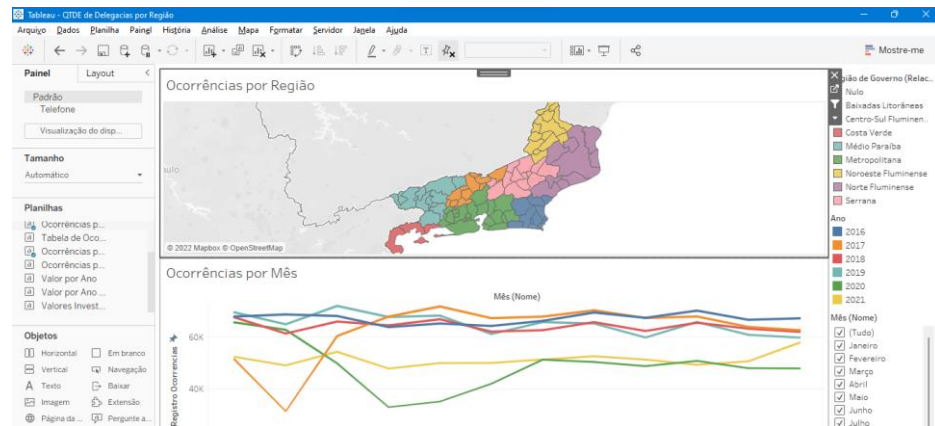 Tableau - QTDE de Delegacias por Região
Arquivo Dados Planilha Painel História Análise Mapa Formatar Servidor Janela Ajuda
Mostre-me
Painel Layout
Padrão
Telefone
Visualização do disp...
Tamanho
Automático
Planilhas
Ocorrências p...
Tabela de Oco...
Ocorrências p...
Ocorrências p...
Valor por Ano
Valor por Ano ...
Valores Invest...
Objetos
Horizontal Em branco
Vertical Navegação
Texto Baixar
Imagem Extensão
Página da ... Pergunte a...
Ocorrências por Região
aulo
© 2022 Mapbox © OpenStreetMap
Ocorrências por Mês
Mês (Nome)
Registro Ocorrencias
60K
40K
gião de Governo (Relac..
Nulo
Baixadas Litorâneas
Centro-Sul Fluminen..
Costa Verde
Médio Paraíba
Metropolitana
Noroeste Fluminense
Norte Fluminense
Serrana
Ano
2016
2017
2018
2019
2020
2021
Mês (Nome)
(Tudo)
Janeiro
Fevereiro
Março
Abril
Maio
Junho
Julho